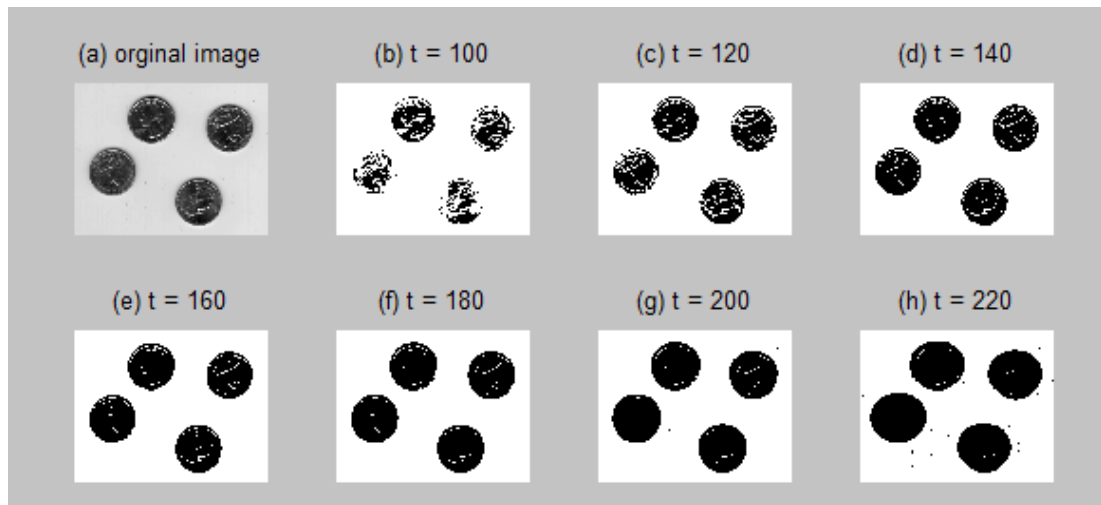 (a) orginal image
(b) t = 100
(c) t = 120
(d) t = 140
(e) t = 160
(f) t = 180
(g) t = 200
(h) t = 220